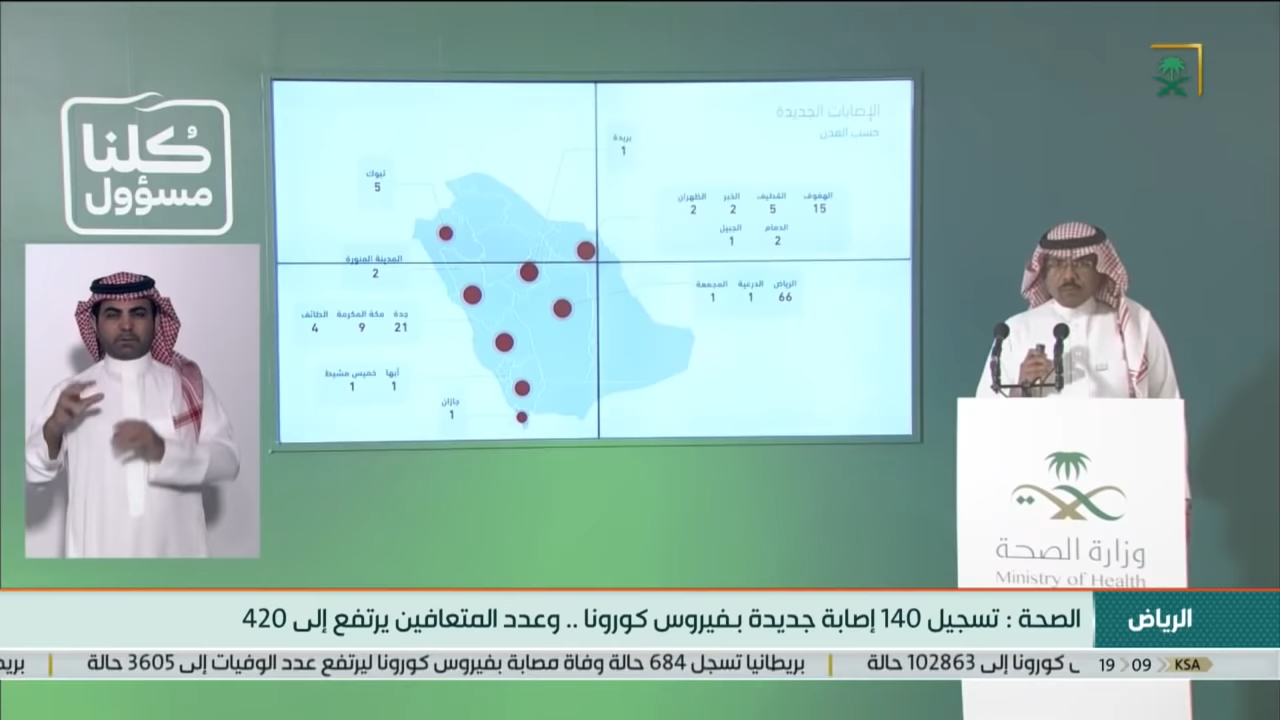 كلنا
مسؤول
الإصابات الجديدة
حسب المدن
بريدة
1
تبوك
5
الهفوف القطيف الخبر الظهران
15 5 2 2
الدمام الجبيل
2 1
المدينة المنورة
2
الرياض الدرعية المجمعة
66 1 1
جدة مكة المكرمة الطائف
21 9 4
أبها خميس مشيط
1 1
جازان
1
وزارة الصحة
Ministry of Health
الرياض
الصحة : تسجيل 140 إصابة جديدة بفيروس كورونا .. وعدد المتعافين يرتفع إلى 420
KSA 19 09
كورونا إلى 102863 حالة | بريطانيا تسجل 684 حالة وفاة مصابة بفيروس كورونا ليرتفع عدد الوفيات إلى 3605 حالة |